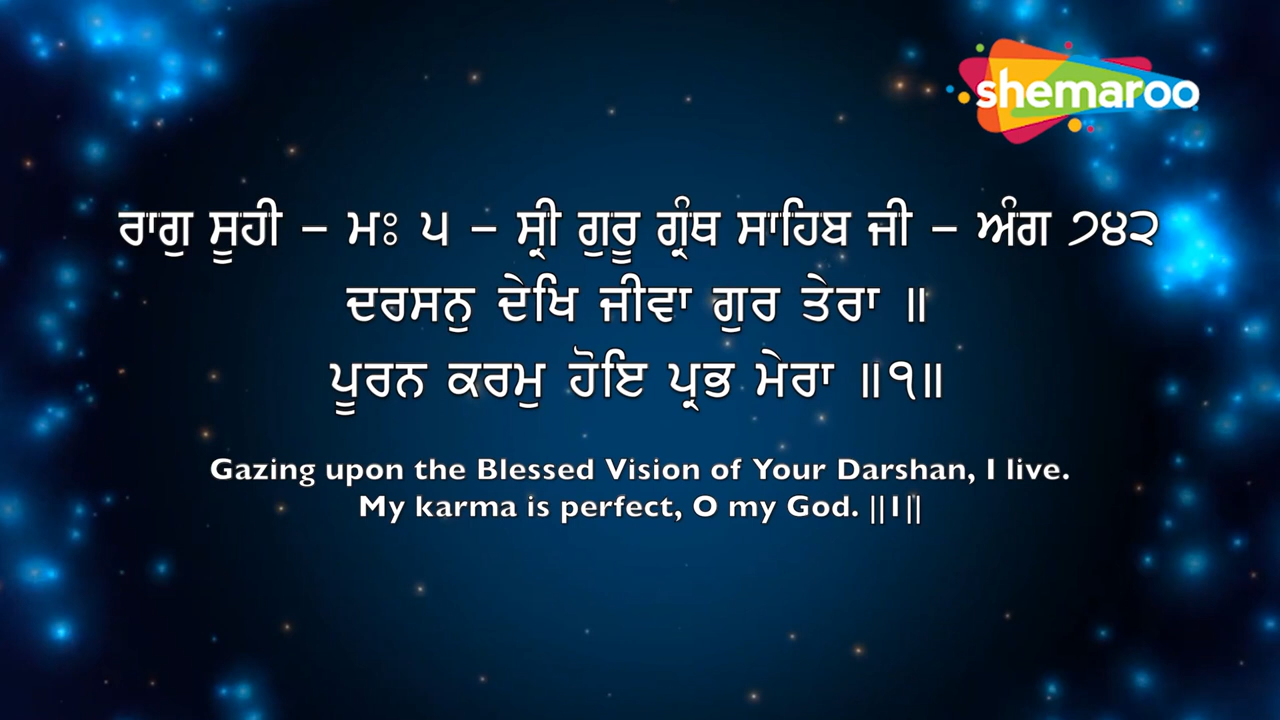 shemaroo
ਰਾਗੁ ਸੂਹੀ – ਮਃ ੫ – ਸ੍ਰੀ ਗੁਰੂ ਗ੍ਰੰਥ ਸਾਹਿਬ ਜੀ – ਅੰਗ ੭੪੨
ਦਰਸਨੁ ਦੇਖਿ ਜੀਵਾ ਗੁਰ ਤੇਰਾ ॥
ਪੂਰਨ ਕਰਮੁ ਹੋਇ ਪ੍ਰਭ ਮੇਰਾ ॥੧॥
Gazing upon the Blessed Vision of Your Darshan, I live.
My karma is perfect, O my God. ||1||